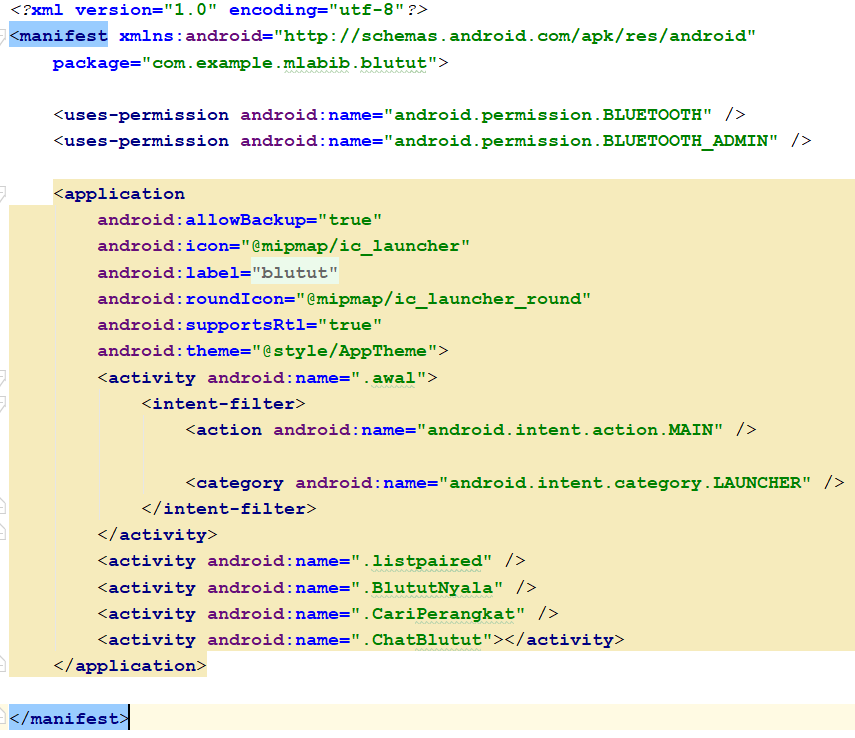 <?xml version="1.0" encoding="utf-8"?>
<manifest xmlns:android="http://schemas.android.com/apk/res/android"
    package="com.example.mlabib.blutut">

    <uses-permission android:name="android.permission.BLUETOOTH" />
    <uses-permission android:name="android.permission.BLUETOOTH_ADMIN" />

    <application
        android:allowBackup="true"
        android:icon="@mipmap/ic_launcher"
        android:label="blutut"
        android:roundIcon="@mipmap/ic_launcher_round"
        android:supportsRtl="true"
        android:theme="@style/AppTheme">
        <activity android:name=".awal">
            <intent-filter>
                <action android:name="android.intent.action.MAIN" />

                <category android:name="android.intent.category.LAUNCHER" />
            </intent-filter>
        </activity>
        <activity android:name=".listpaired" />
        <activity android:name=".BlututNyala" />
        <activity android:name=".CariPerangkat" />
        <activity android:name=".ChatBlutut"></activity>
    </application>

</manifest>